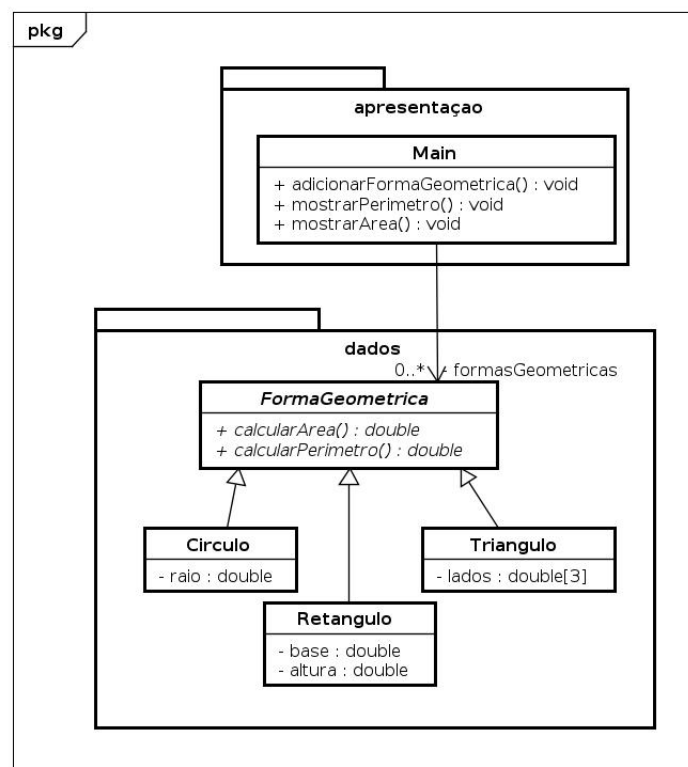 pkg
apresentaçao
Main
+ adicionarFormaGeometrica() : void
+ mostrarPerimetro() : void
+ mostrarArea() : void
dados
0..* - formasGeometricas
FormaGeometrica
+ calcularArea() : double
+ calcularPerimetro() : double
Circulo
- raio : double
Triangulo
- lados : double[3]
Retangulo
- base : double
- altura : double